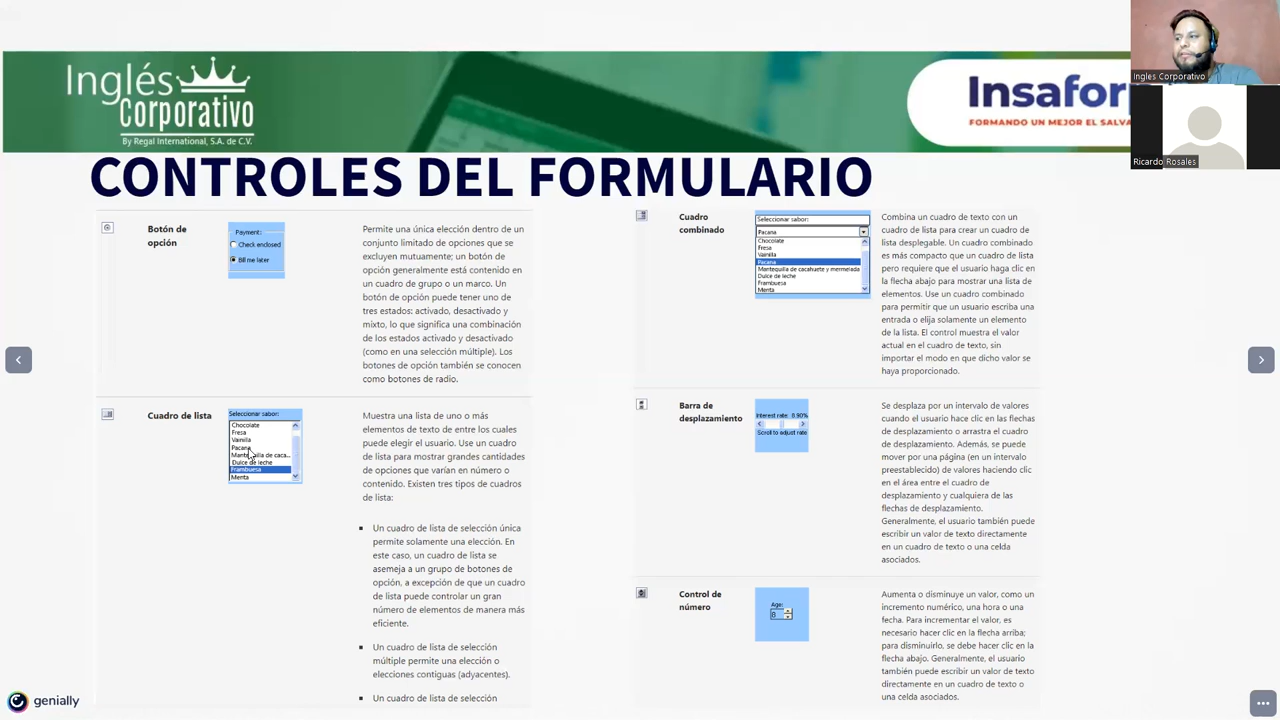 Inglés
Corporativo
By Regal International, S.A. de C.V.
Insafor
FORMANDO UN MEJOR EL SALVA
Ingles Corporativo
Ricardo Rosales
CONTROLES DEL FORMULARIO
Botón de
opción
Payment:
Check enclosed
Bill me later
Permite una única elección dentro de un
conjunto limitado de opciones que se
excluyen mutuamente; un botón de
opción generalmente está contenido en
un cuadro de grupo o un marco. Un
botón de opción puede tener uno de
tres estados: activado, desactivado y
mixto, lo que significa una combinación
de los estados activado y desactivado
(como en una selección múltiple). Los
botones de opción también se conocen
como botones de radio.
Cuadro de lista
Seleccionar sabor:
Chocolate
Fresa
Vainilla
Pacana
Mantequilla de caca...
Dulce de leche
Frambuesa
Menta
Muestra una lista de uno o más
elementos de texto de entre los cuales
puede elegir el usuario. Use un cuadro
de lista para mostrar grandes cantidades
de opciones que varían en número o
contenido. Existen tres tipos de cuadros
de lista:
▪ Un cuadro de lista de selección única
permite solamente una elección. En
este caso, un cuadro de lista se
asemeja a un grupo de botones de
opción, a excepción de que un cuadro
de lista puede controlar un gran
número de elementos de manera más
eficiente.
▪ Un cuadro de lista de selección
múltiple permite una elección o
elecciones contiguas (adyacentes).
▪ Un cuadro de lista de selección
Cuadro
combinado
Seleccionar sabor:
Pacana
Chocolate
Fresa
Vainilla
Pacana
Mantequilla de cacahuete y mermelada
Dulce de leche
Frambuesa
Menta
Combina un cuadro de texto con un
cuadro de lista para crear un cuadro de
lista desplegable. Un cuadro combinado
es más compacto que un cuadro de lista
pero requiere que el usuario haga clic en
la flecha abajo para mostrar una lista de
elementos. Use un cuadro combinado
para permitir que un usuario escriba una
entrada o elija solamente un elemento
de la lista. El control muestra el valor
actual en el cuadro de texto, sin
importar el modo en que dicho valor se
haya proporcionado.
Barra de
desplazamiento
Interest rate: 8.90%
Scroll to adjust rate
Se desplaza por un intervalo de valores
cuando el usuario hace clic en las flechas
de desplazamiento o arrastra el cuadro
de desplazamiento. Además, se puede
mover por una página (en un intervalo
preestablecido) de valores haciendo clic
en el área entre el cuadro de
desplazamiento y cualquiera de las
flechas de desplazamiento.
Generalmente, el usuario también puede
escribir un valor de texto directamente
en un cuadro de texto o una celda
asociados.
Control de
número
Age:
8
Aumenta o disminuye un valor, como un
incremento numérico, una hora o una
fecha. Para incrementar el valor, es
necesario hacer clic en la flecha arriba;
para disminuirlo, se debe hacer clic en la
flecha abajo. Generalmente, el usuario
también puede escribir un valor de texto
directamente en un cuadro de texto o
una celda asociados.
genially